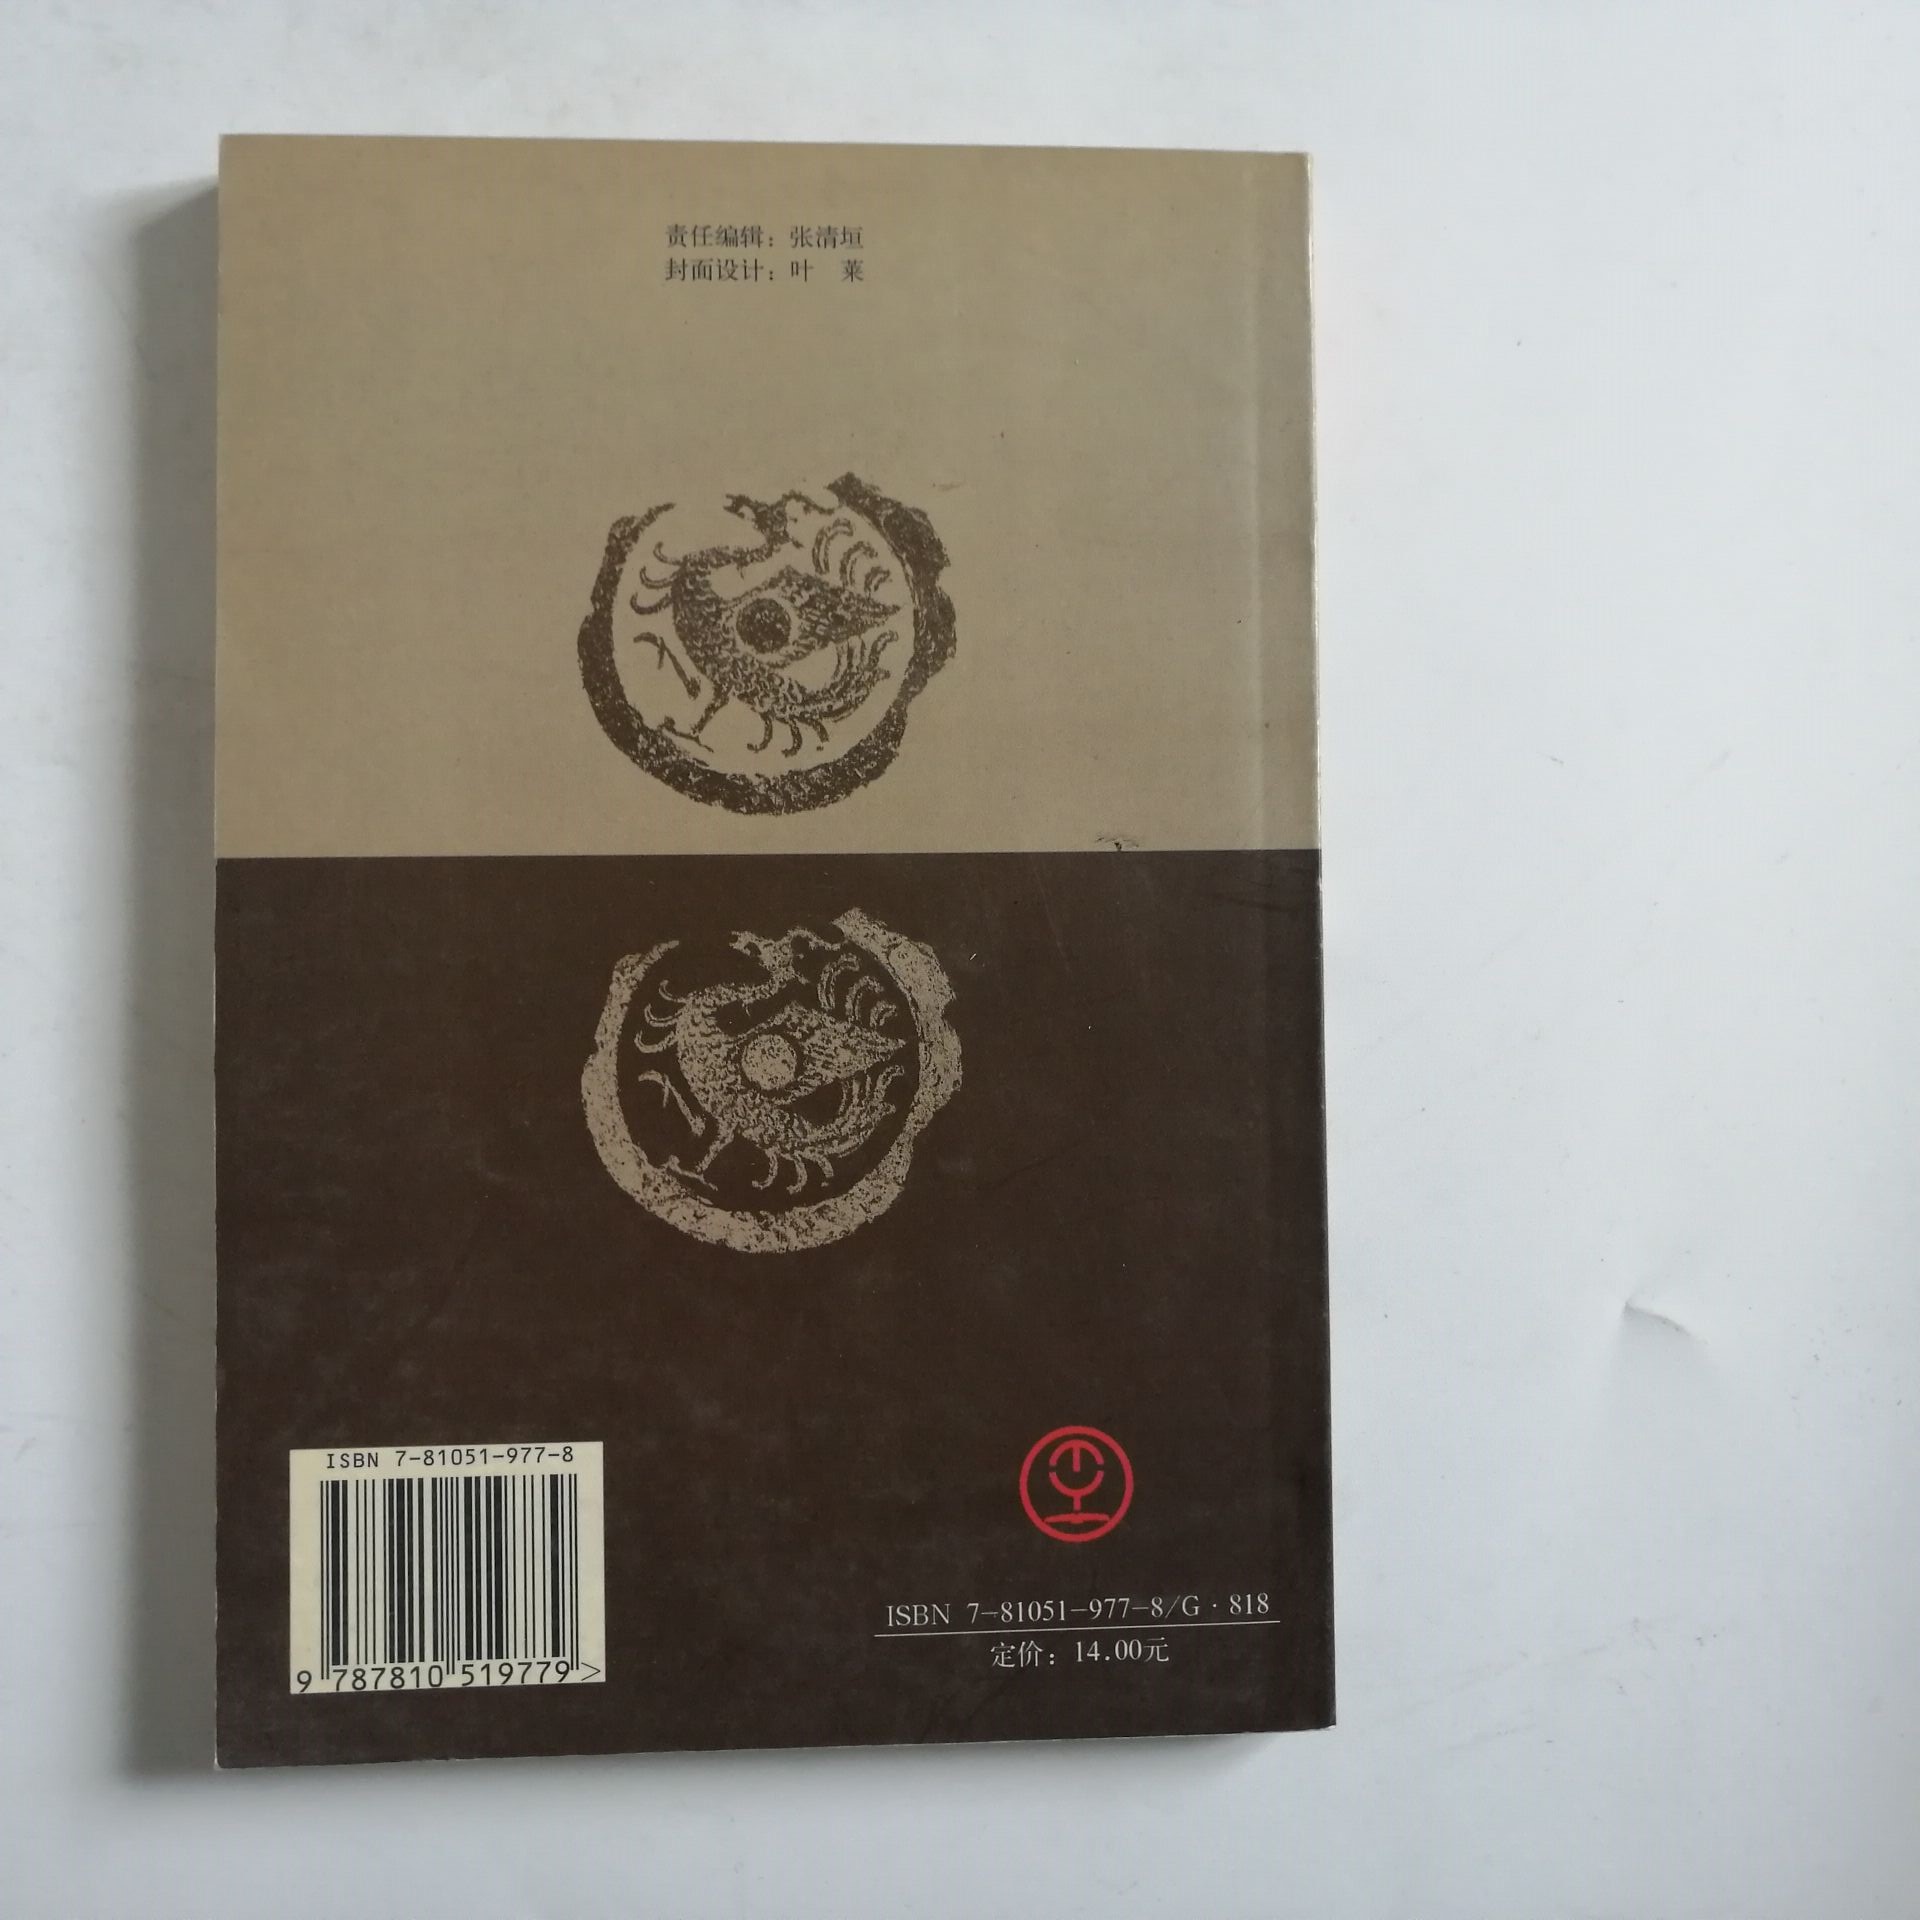 责任编辑：张清垣
封面设计：叶　莱
ISBN 7-81051-977-8
9 787810 519779 >
ISBN 7-81051-977-8/G·818
定价：14.00元